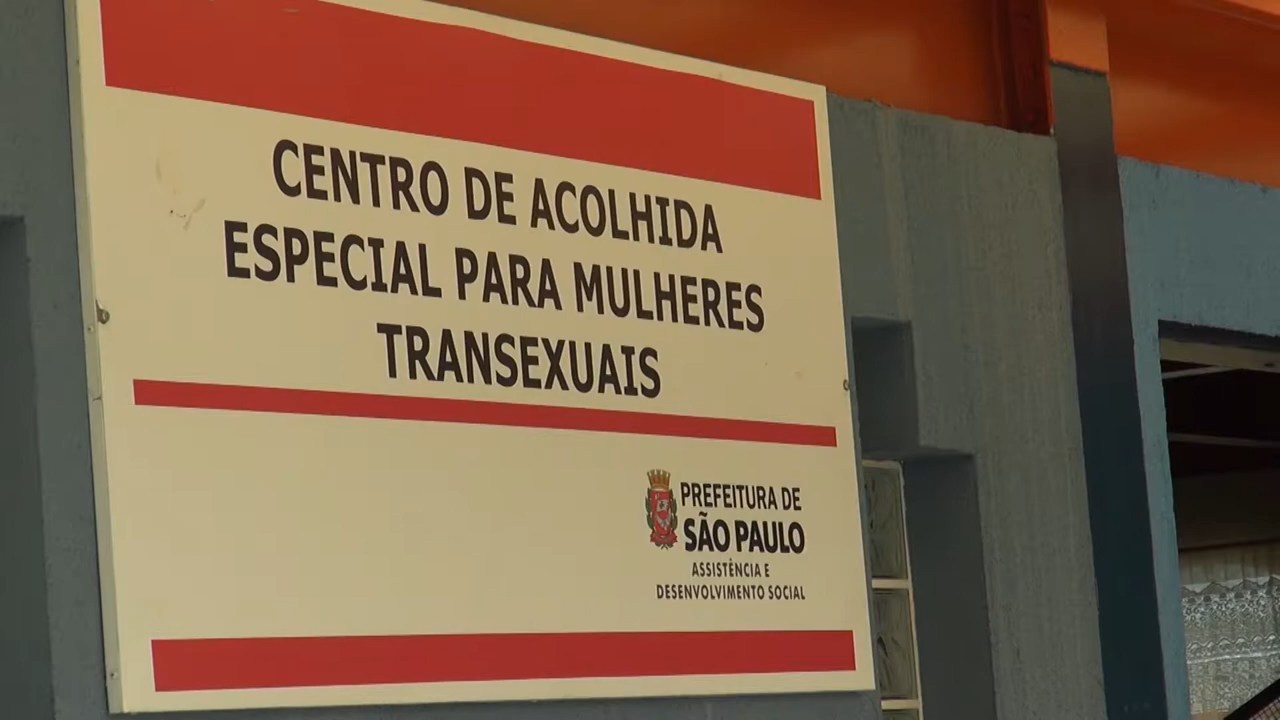 CENTRO DE ACOLHIDA
ESPECIAL PARA MULHERES
TRANSEXUAIS
PREFEITURA DE
SÃO PAULO
ASSISTÊNCIA E
DESENVOLVIMENTO SOCIAL